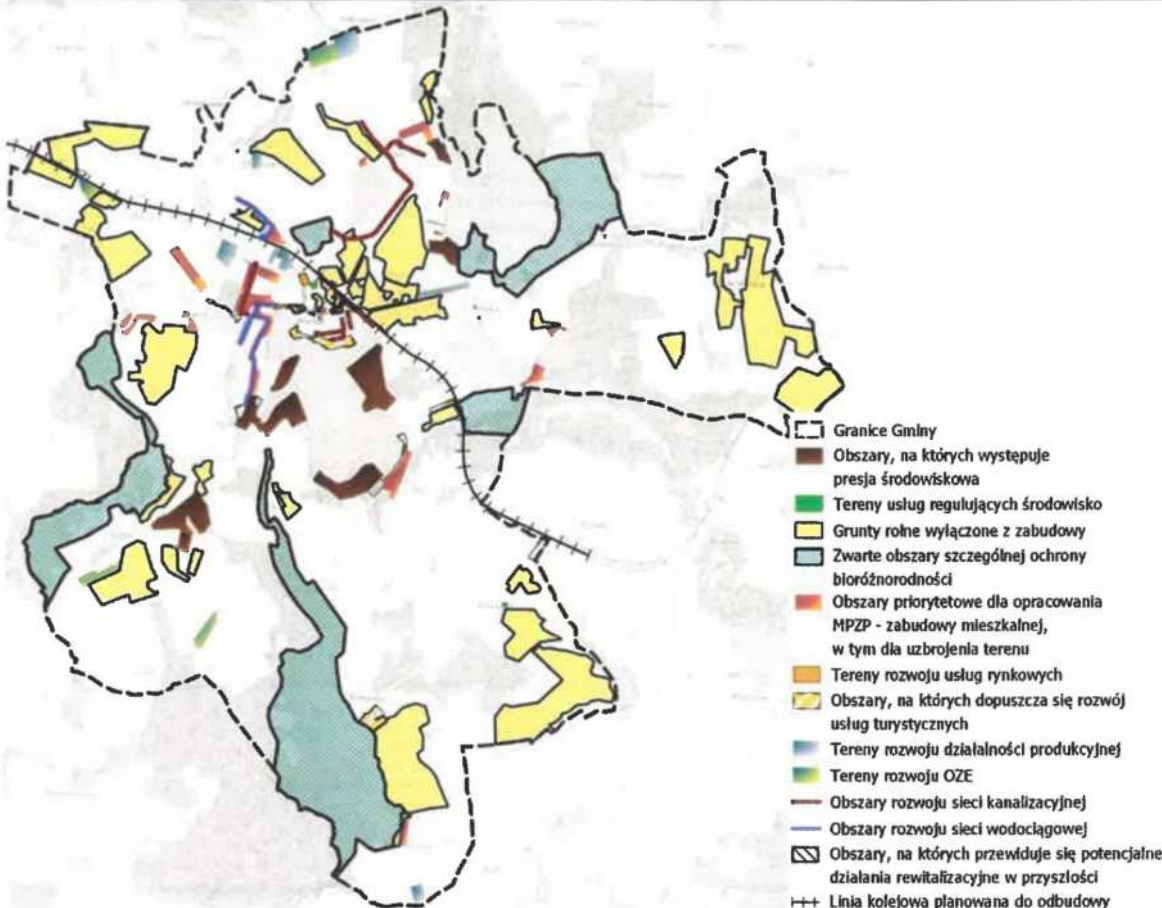 Granice Gminy
Obszary, na których występuje
presja środowiskowa
Tereny usług regulujących środowisko
Grunty rolne wyłączone z zabudowy
Zwarte obszary szczególnej ochrony
bioróżnorodności
Obszary priorytetowe dla opracowania
MPZP - zabudowy mieszkalnej,
w tym dla uzbrojenia terenu
Tereny rozwoju usług rynkowych
Obszary, na których dopuszcza się rozwój
usług turystycznych
Tereny rozwoju działalności produkcyjnej
Tereny rozwoju OZE
Obszary rozwoju sieci kanalizacyjnej
Obszary rozwoju sieci wodociągowej
Obszary, na których przewiduje się potencjalne
działania rewitalizacyjne w przyszłości
Linia kolejowa planowana do odbudowy